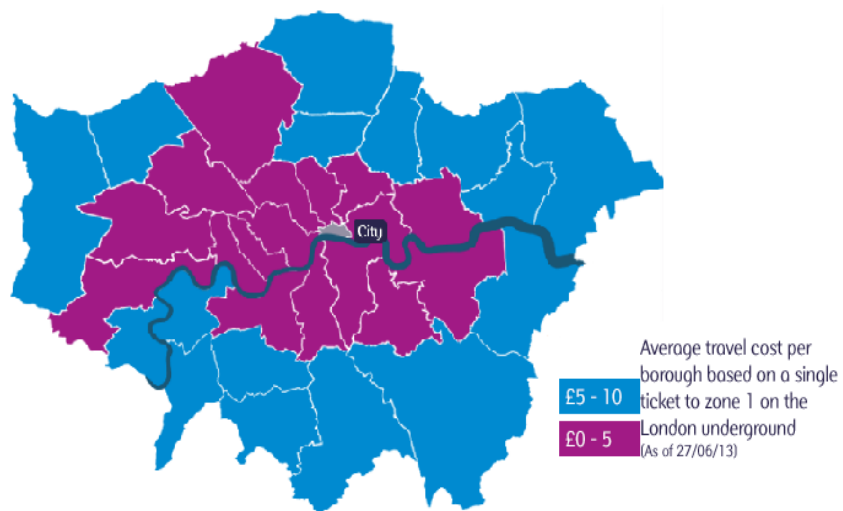 City
Average travel cost per
borough based on a single
£5 - 10
ticket to zone 1 on the
£0 - 5
London underground
(As of 27/06/13)